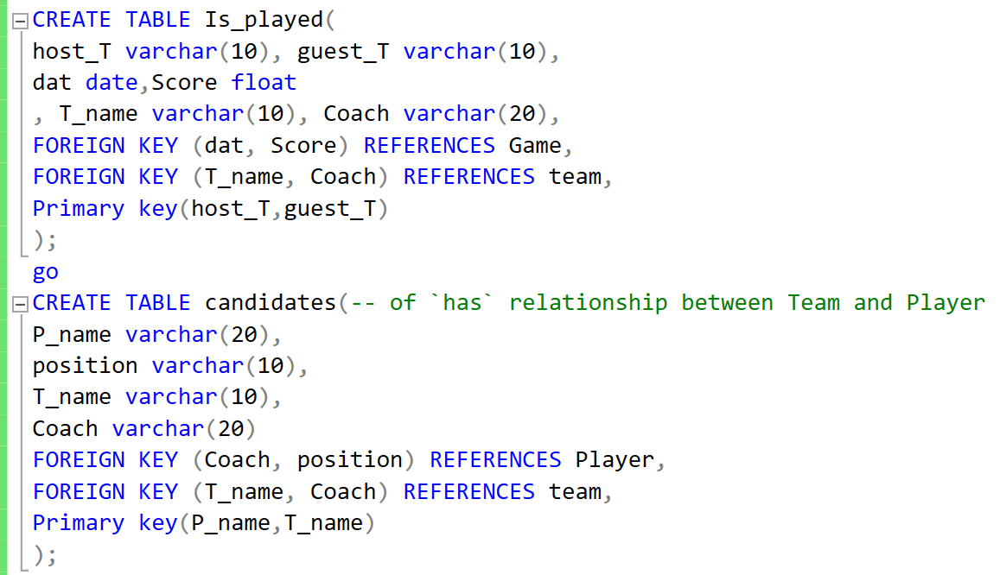 CREATE TABLE Is_played(
host_T varchar(10), guest_T varchar(10),
dat date,Score float
, T_name varchar(10), Coach varchar(20),
FOREIGN KEY (dat, Score) REFERENCES Game,
FOREIGN KEY (T_name, Coach) REFERENCES team,
Primary key(host_T,guest_T)
);
go
CREATE TABLE candidates(-- of `has` relationship between Team and Player
P_name varchar(20),
position varchar(10),
T_name varchar(10),
Coach varchar(20)
FOREIGN KEY (Coach, position) REFERENCES Player,
FOREIGN KEY (T_name, Coach) REFERENCES team,
Primary key(P_name,T_name)
);